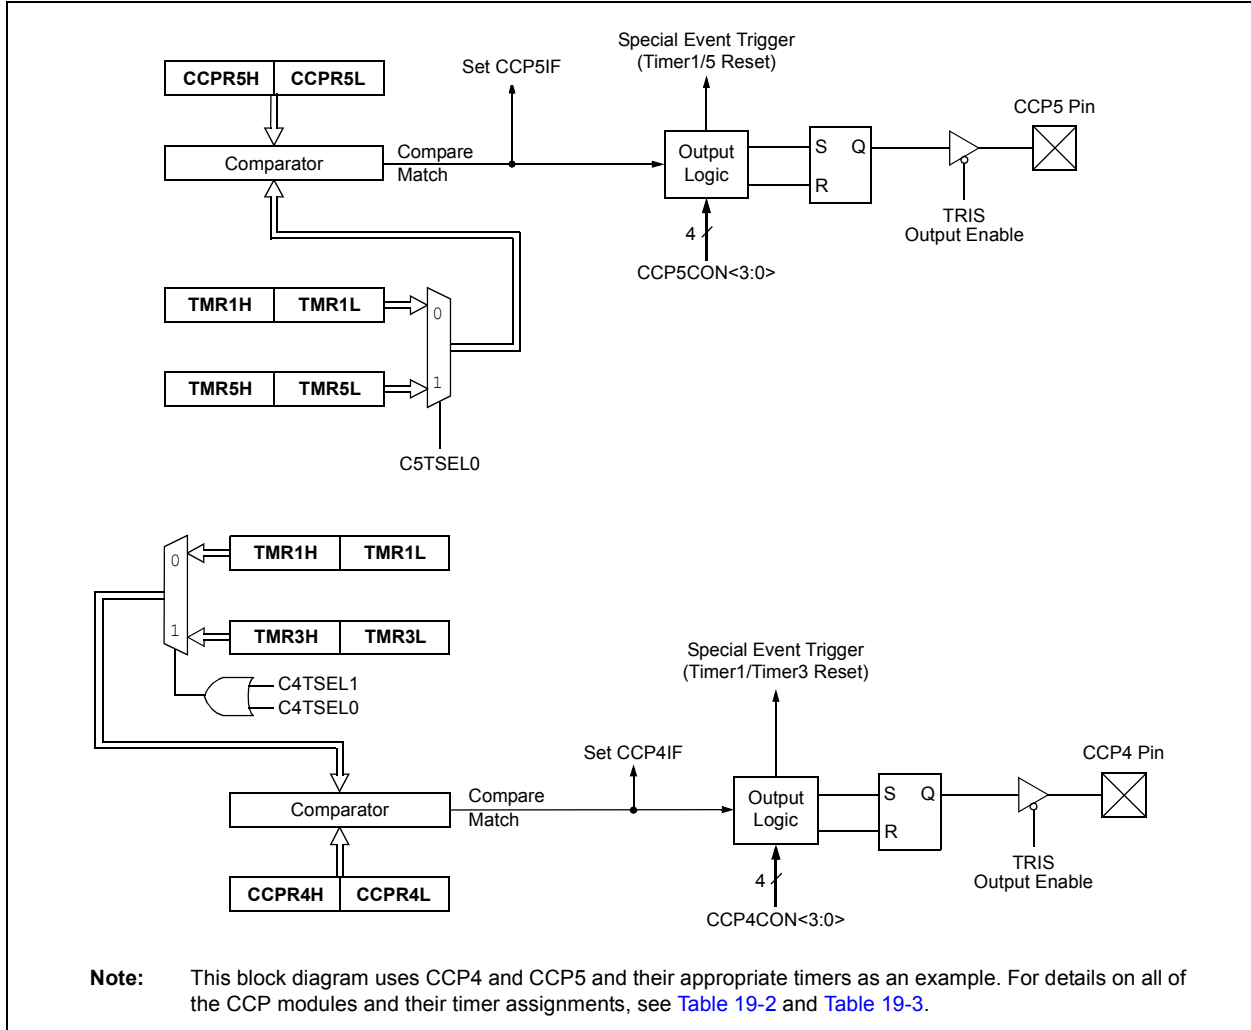 Special Event Trigger
(Timer1/5 Reset)
Set CCP5IF
CCPR5H CCPR5L
CCP5 Pin
Comparator
Compare
Match
Output
Logic
S Q
R
TRIS
Output Enable
4
CCP5CON<3:0>
TMR1H TMR1L
0
TMR5H TMR5L
1
C5TSEL0
TMR1H TMR1L
0
TMR3H TMR3L
1
C4TSEL1
C4TSEL0
Special Event Trigger
(Timer1/Timer3 Reset)
Set CCP4IF
CCP4 Pin
Comparator
Compare
Match
Output
Logic
S Q
R
TRIS
Output Enable
4
CCPR4H CCPR4L
CCP4CON<3:0>
Note: This block diagram uses CCP4 and CCP5 and their appropriate timers as an example. For details on all of
the CCP modules and their timer assignments, see Table 19-2 and Table 19-3.